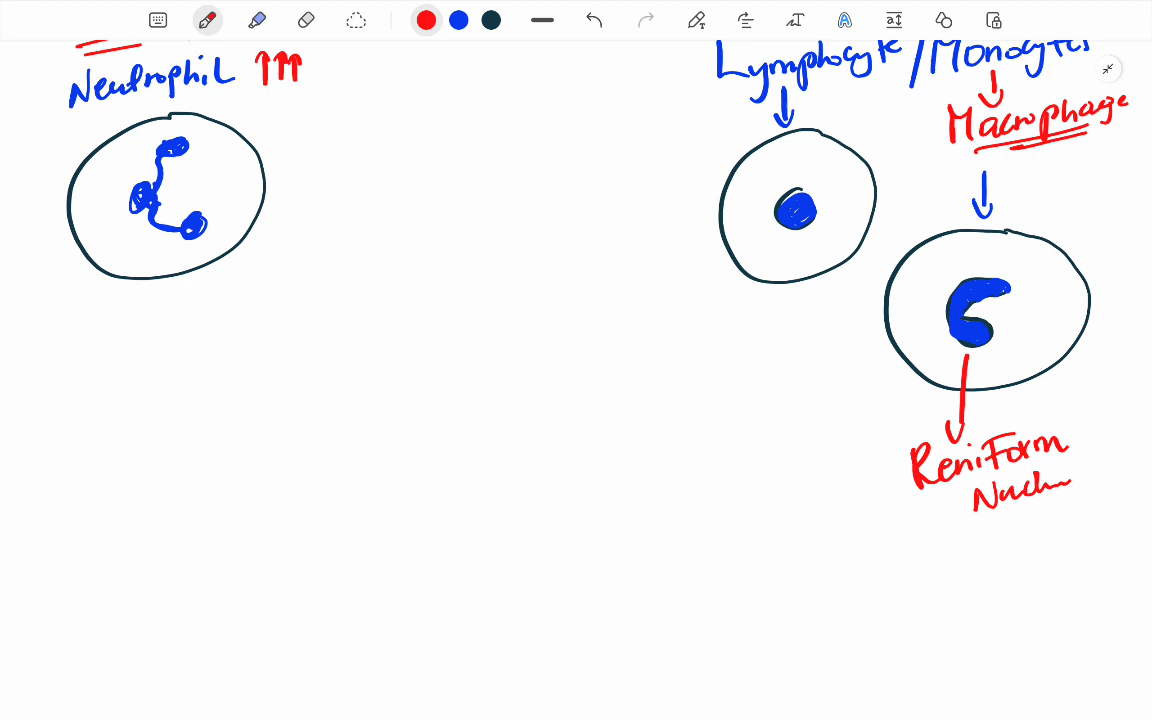 Neutrophil ↑↑↑
Lymphocyte/Monocytes
↓
Macrophage
Reniform